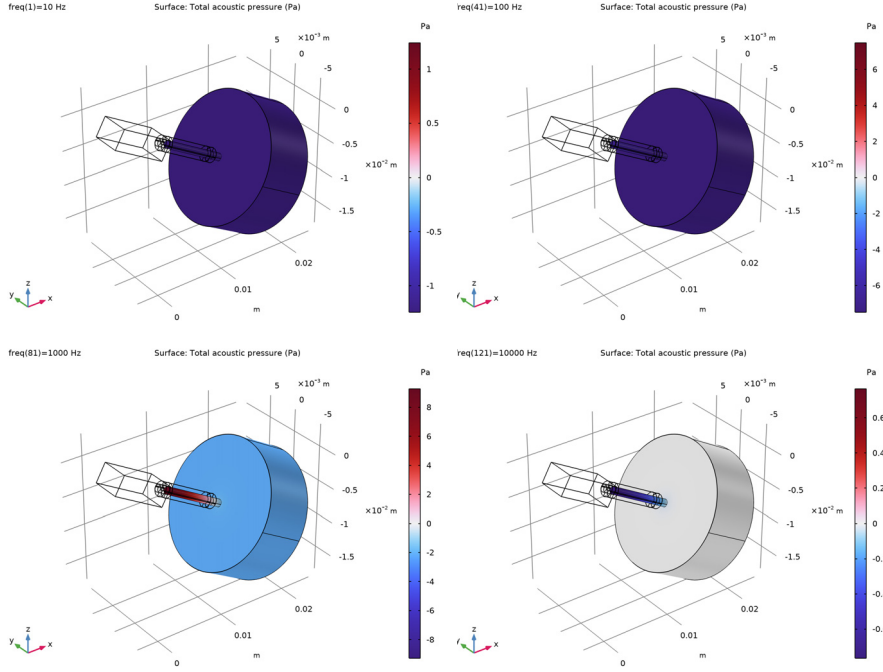 freq(1)=10 Hz
Surface: Total acoustic pressure (Pa)
Pa
×10⁻³ m
5
0
-5
0
-0.5
×10⁻² m
-1
-1.5
0.02
0.01
m
0
1
0.5
0
-0.5
-1
z
y
x
freq(41)=100 Hz
Surface: Total acoustic pressure (Pa)
Pa
×10⁻³ m
5
0
-5
0
-0.5
×10⁻² m
-1
-1.5
0.02
0.01
m
0
6
4
2
0
-2
-4
-6
z
y
x
freq(81)=1000 Hz
Surface: Total acoustic pressure (Pa)
Pa
×10⁻³ m
5
0
-5
0
-0.5
×10⁻² m
-1
-1.5
0.02
0.01
m
0
8
6
4
2
0
-2
-4
-6
-8
z
y
x
freq(121)=10000 Hz
Surface: Total acoustic pressure (Pa)
Pa
×10⁻³ m
5
0
-5
0
-0.5
×10⁻² m
-1
-1.5
0.02
0.01
m
0
0
z
y
x